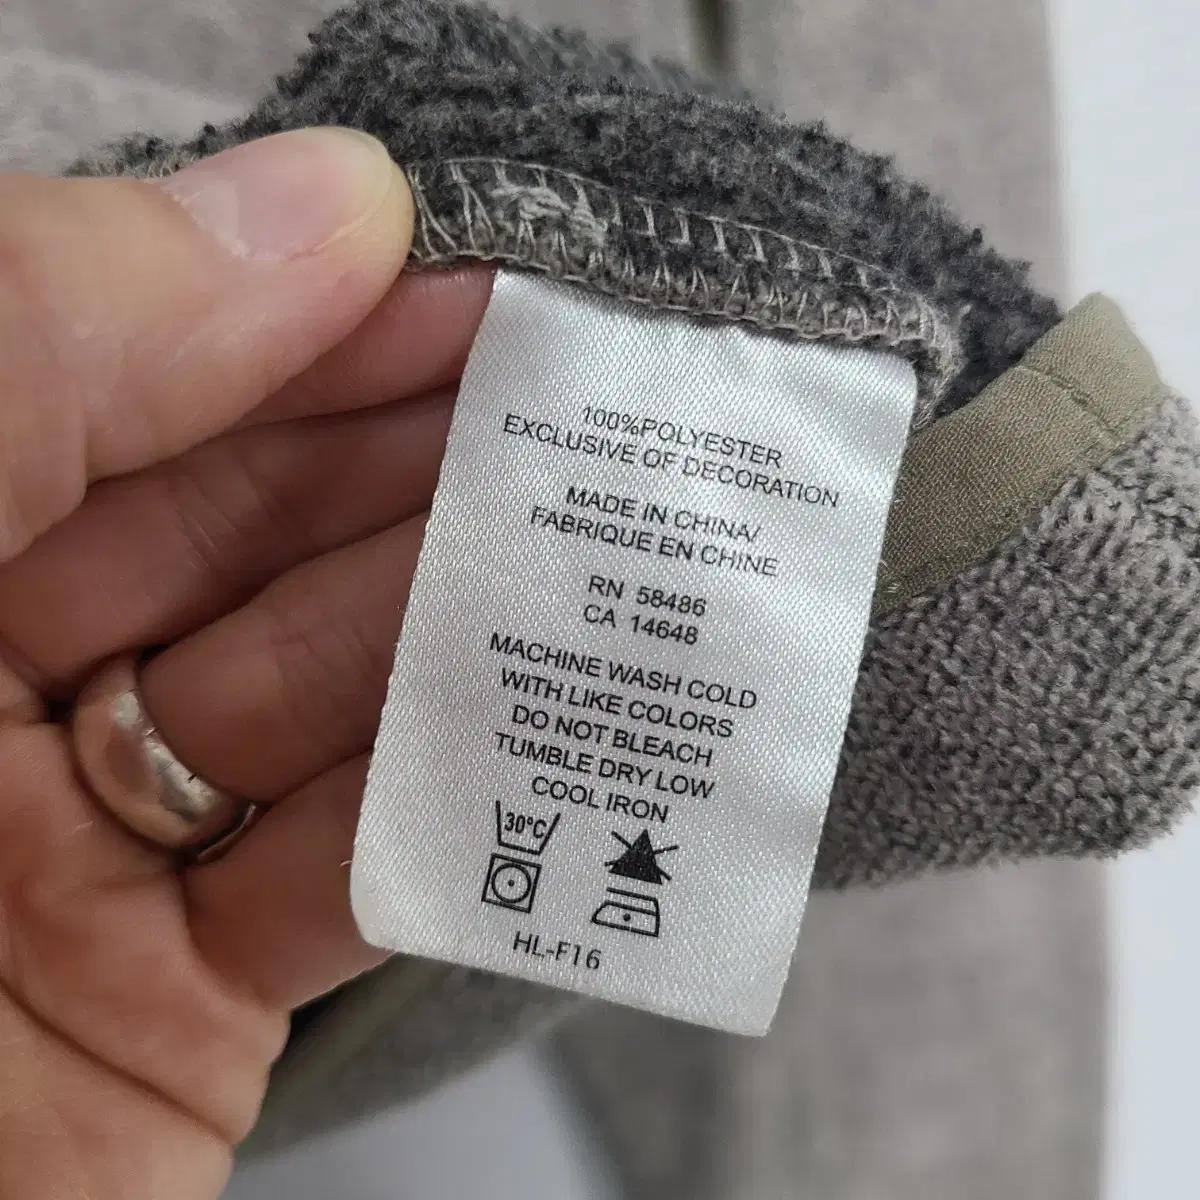 100%POLYESTER
EXCLUSIVE OF DECORATION
MADE IN CHINA/
FABRIQUE EN CHINE
RN 58486
CA 14648
MACHINE WASH COLD
WITH LIKE COLORS
DO NOT BLEACH
TUMBLE DRY LOW
COOL IRON
30°C
HL-F16